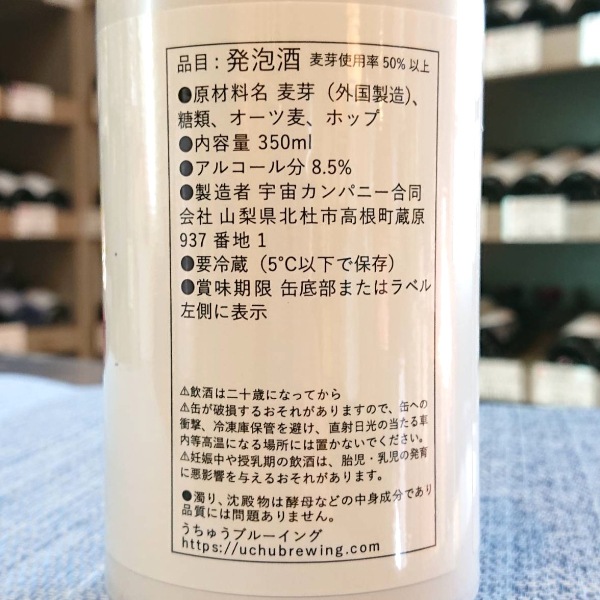 品目：発泡酒 麦芽使用率50%以上
●原材料名 麦芽（外国製造）、
糖類、オーツ麦、ホップ
●内容量 350ml
●アルコール分 8.5%
●製造者 宇宙カンパニー合同
会社 山梨県北杜市高根町蔵原
937 番地 1
●要冷蔵（5°C以下で保存）
●賞味期限 缶底部またはラベル
左側に表示
⚠飲酒は二十歳になってから
⚠缶が破損するおそれがありますので、缶への
衝撃、冷凍庫保管を避け、直射日光の当たる車
内等高温になる場所には置かないでください。
⚠妊娠中や授乳期の飲酒は、胎児・乳児の発育
に悪影響を与えるおそれがあります。
●濁り、沈殿物は酵母などの中身成分であり
品質には問題ありません。
うちゅうブルーイング
https://uchubrewing.com